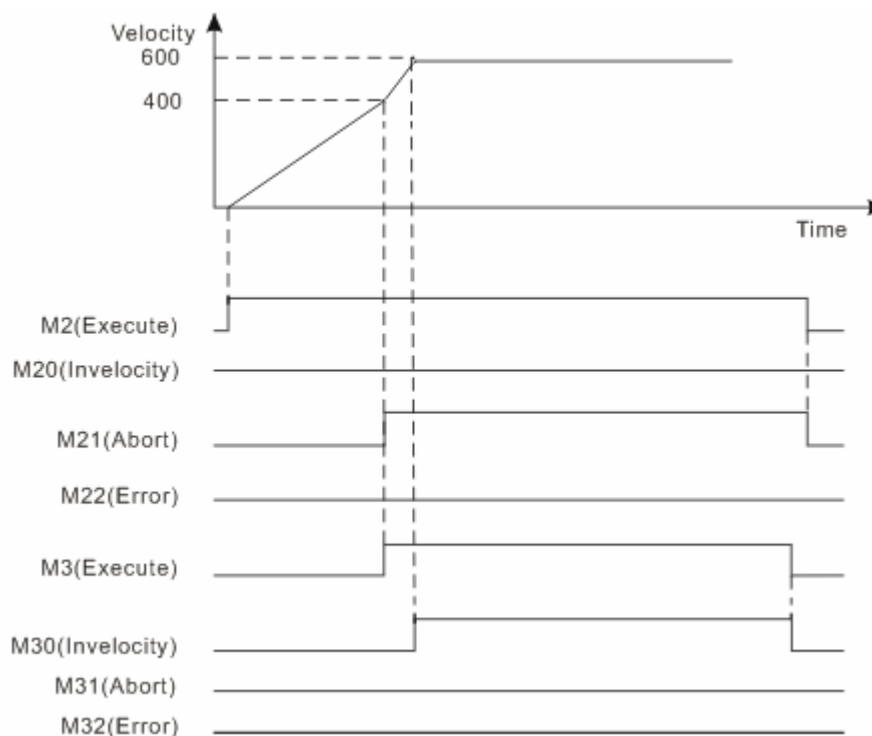 Velocity
600
400
Time
M2(Execute)
M20(Invelocity)
M21(Abort)
M22(Error)
M3(Execute)
M30(Invelocity)
M31(Abort)
M32(Error)